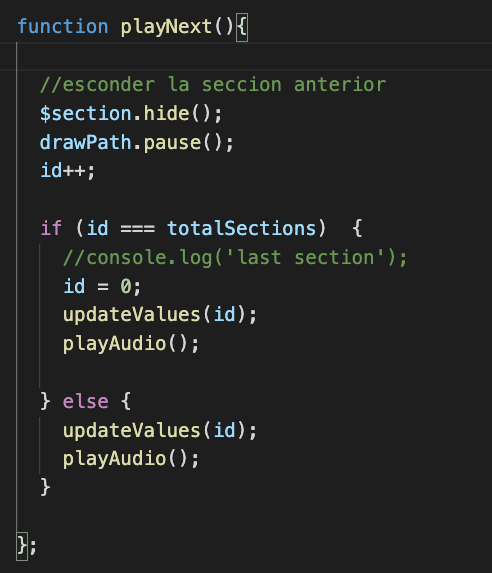 function playNext(){
//esconder la seccion anterior
$section.hide();
drawPath.pause();
id++;
if (id === totalSections)  {
//console.log('last section');
id = 0;
updateValues(id);
playAudio();
} else {
updateValues(id);
playAudio();
}
};